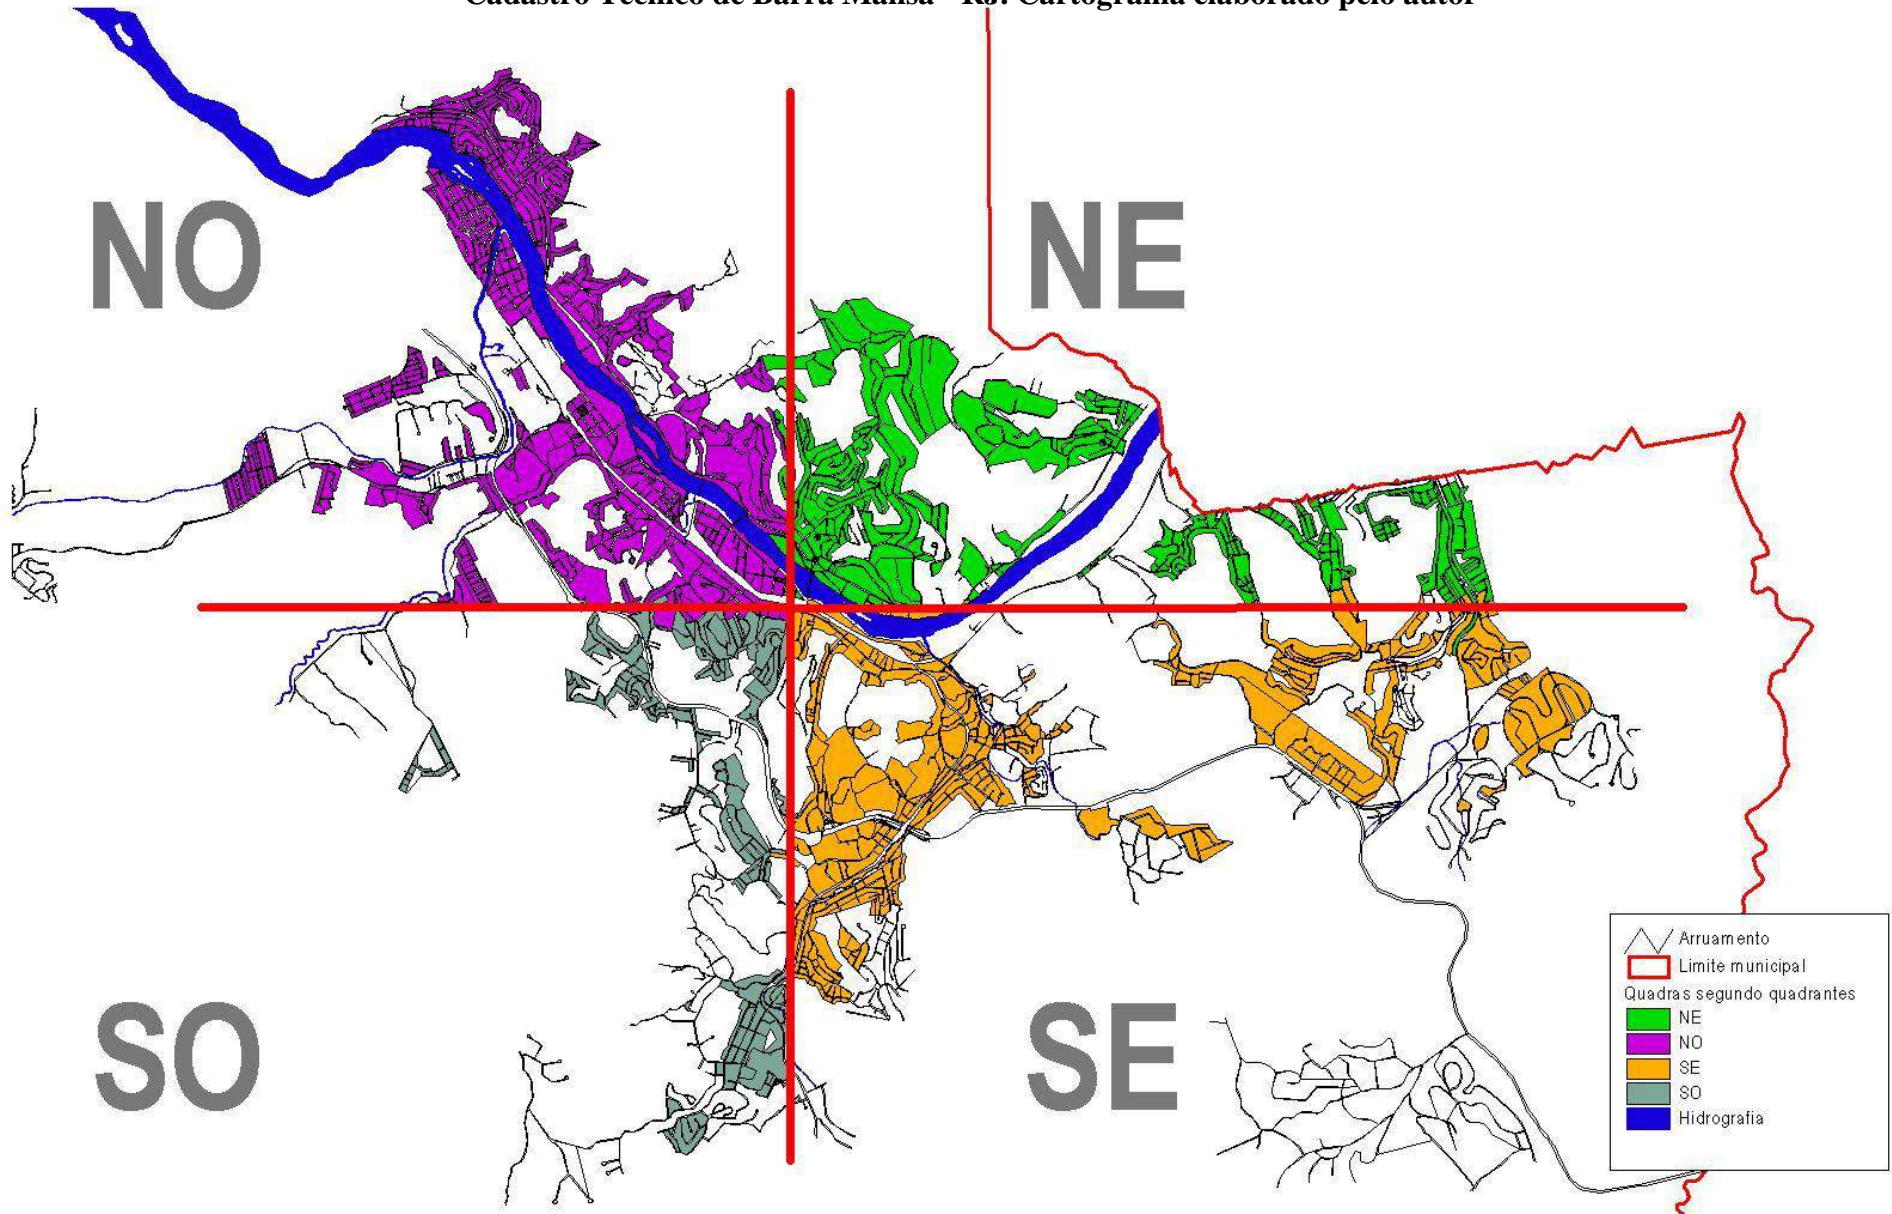 Cadastro Técnico de Barra Mansa - RJ. Cartograma elaborado pelo autor
NO
NE
SO
SE
Arruamento
Limite municipal
Quadras segundo quadrantes
NE
NO
SE
SO
Hidrografia